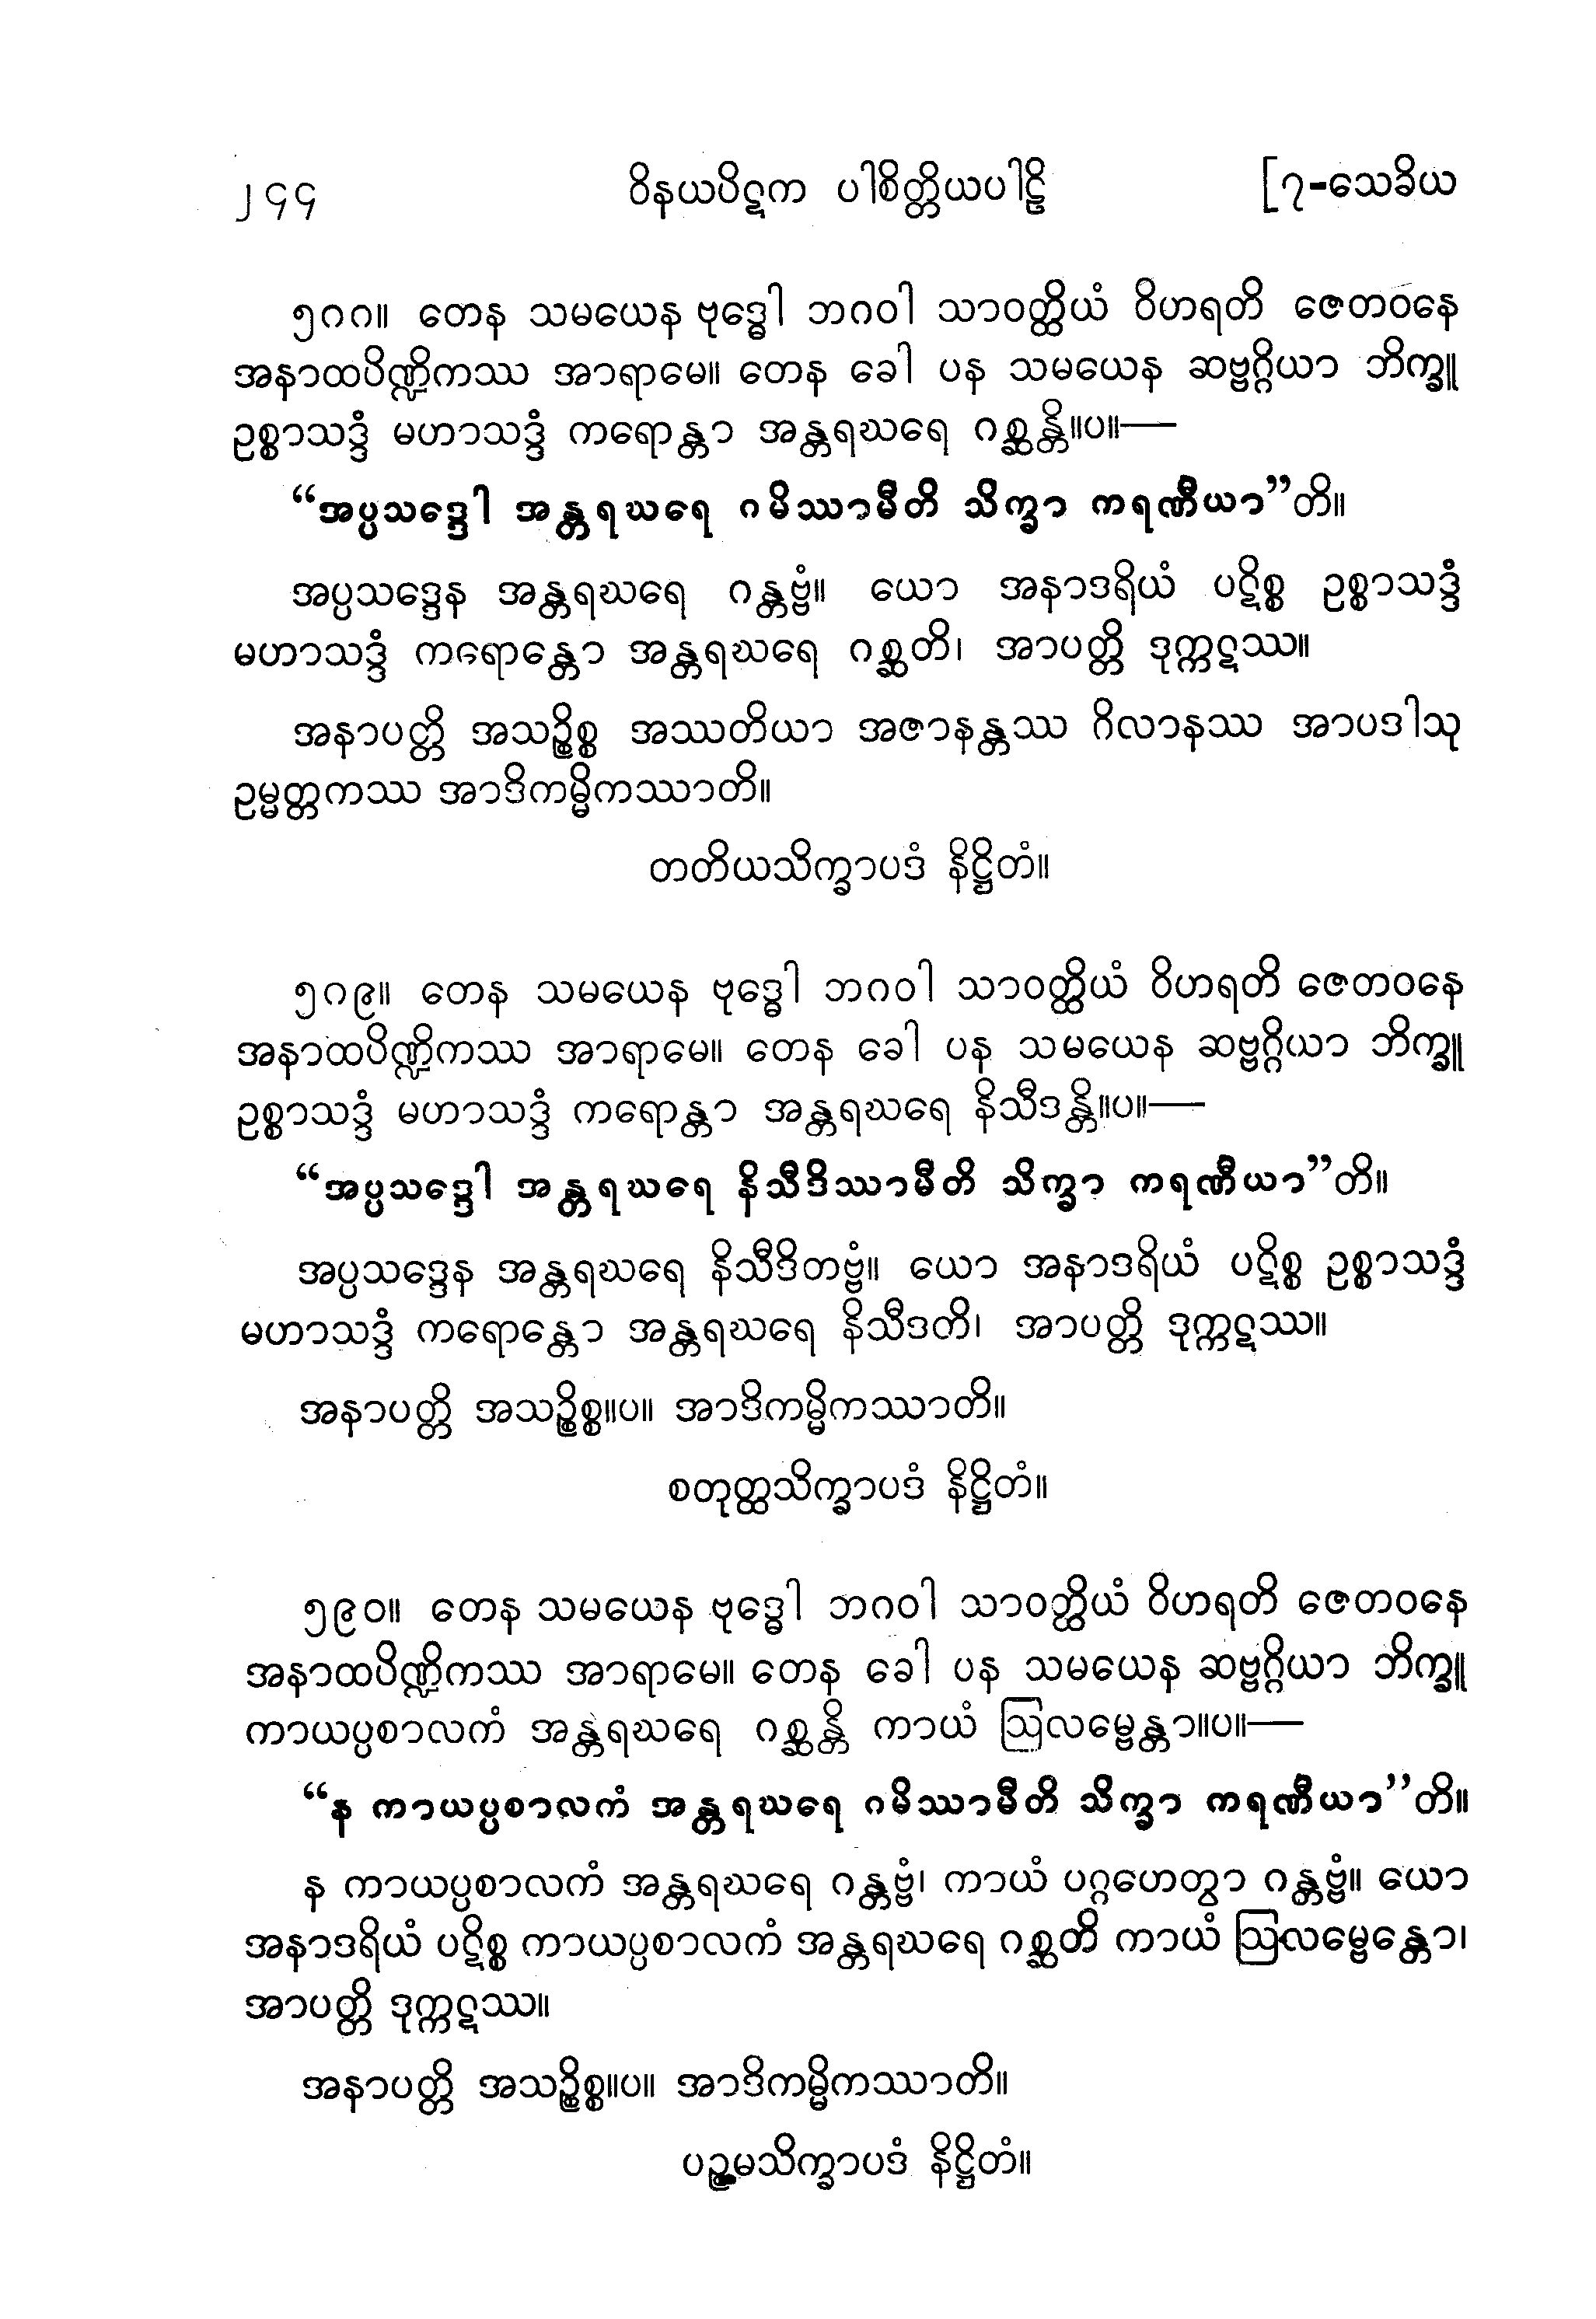 ၂၄၄ ဝိနယပိဋက ပါစိတ္တိယပါဠိ [၇-သေခိယ
၅၈၈။ တေန သမယေန ဗုဒ္ဓေါ ဘဂဝါ သာဝတ္ထိယံ ဝိဟရတိ ဇေတဝနေ
အနာထပိဏ္ဍိကဿ အာရာမေ။ တေန ခေါ ပန သမယေန ဆဗ္ဗဂ္ဂိယာ ဘိက္ခူ
ဥစ္စာသဒ္ဒံ မဟာသဒ္ဒံ ကရောန္တာ အန္တရဃရေ ဂစ္ဆန္တိ။ပ။—
“အပ္ပသဒ္ဒေါ အန္တရဃရေ ဂမိဿာမီတိ သိက္ခာ ကရဏီယာ”တိ။
အပ္ပသဒ္ဒေန အန္တရဃရေ ဂန္တဗ္ဗံ။ ယော အနာဒရိယံ ပဋိစ္စ ဥစ္စာသဒ္ဒံ
မဟာသဒ္ဒံ ကရောန္တော အန္တရဃရေ ဂစ္ဆတိ၊ အာပတ္တိ ဒုက္ကဋဿ။
အနာပတ္တိ အသဉ္စိစ္စ အဿတိယာ အဇာနန္တဿ ဂိလာနဿ အာပဒါသု
ဥမ္မတ္တကဿ အာဒိကမ္မိကဿာတိ။
တတိယသိက္ခာပဒံ နိဋ္ဌိတံ။
၅၈၉။ တေန သမယေန ဗုဒ္ဓေါ ဘဂဝါ သာဝတ္ထိယံ ဝိဟရတိ ဇေတဝနေ
အနာထပိဏ္ဍိကဿ အာရာမေ။ တေန ခေါ ပန သမယေန ဆဗ္ဗဂ္ဂိယာ ဘိက္ခူ
ဥစ္စာသဒ္ဒံ မဟာသဒ္ဒံ ကရောန္တာ အန္တရဃရေ နိသီဒန္တိ။ပ။—
“အပ္ပသဒ္ဒေါ အန္တရဃရေ နိသီဒိဿာမီတိ သိက္ခာ ကရဏီယာ”တိ။
အပ္ပသဒ္ဒေန အန္တရဃရေ နိသီဒိတဗ္ဗံ။ ယော အနာဒရိယံ ပဋိစ္စ ဥစ္စာသဒ္ဒံ
မဟာသဒ္ဒံ ကရောန္တော အန္တရဃရေ နိသီဒတိ၊ အာပတ္တိ ဒုက္ကဋဿ။
အနာပတ္တိ အသဉ္စိစ္စ။ပ။ အာဒိကမ္မိကဿာတိ။
စတုတ္ထသိက္ခာပဒံ နိဋ္ဌိတံ။
၅၉၀။ တေန သမယေန ဗုဒ္ဓေါ ဘဂဝါ သာဝတ္ထိယံ ဝိဟရတိ ဇေတဝနေ
အနာထပိဏ္ဍိကဿ အာရာမေ။ တေန ခေါ ပန သမယေန ဆဗ္ဗဂ္ဂိယာ ဘိက္ခူ
ကာယပ္ပစာလကံ အန္တရဃရေ ဂစ္ဆန္တိ ကာယံ ဩလမ္ဗေန္တာ။ပ။—
“န ကာယပ္ပစာလကံ အန္တရဃရေ ဂမိဿာမီတိ သိက္ခာ ကရဏီယာ”တိ။
န ကာယပ္ပစာလကံ အန္တရဃရေ ဂန္တဗ္ဗံ၊ ကာယံ ပဂ္ဂဟေတွာ ဂန္တဗ္ဗံ။ ယော
အနာဒရိယံ ပဋိစ္စ ကာယပ္ပစာလကံ အန္တရဃရေ ဂစ္ဆတိ ကာယံ ဩလမ္ဗေန္တော၊
အာပတ္တိ ဒုက္ကဋဿ။
အနာပတ္တိ အသဉ္စိစ္စ။ပ။ အာဒိကမ္မိကဿာတိ။
ပဉ္စမသိက္ခာပဒံ နိဋ္ဌိတံ။